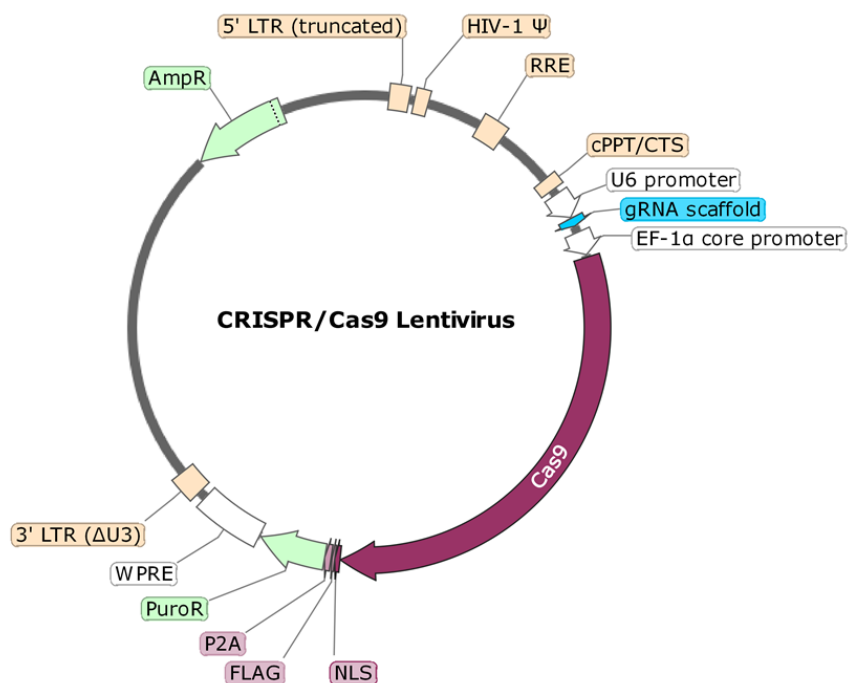 5' LTR (truncated)
HIV-1 Ψ
AmpR
RRE
cPPT/CTS
U6 promoter
gRNA scaffold
EF-1α core promoter
CRISPR/Cas9 Lentivirus
Cas9
3' LTR (ΔU3)
WPRE
PuroR
P2A
FLAG
NLS